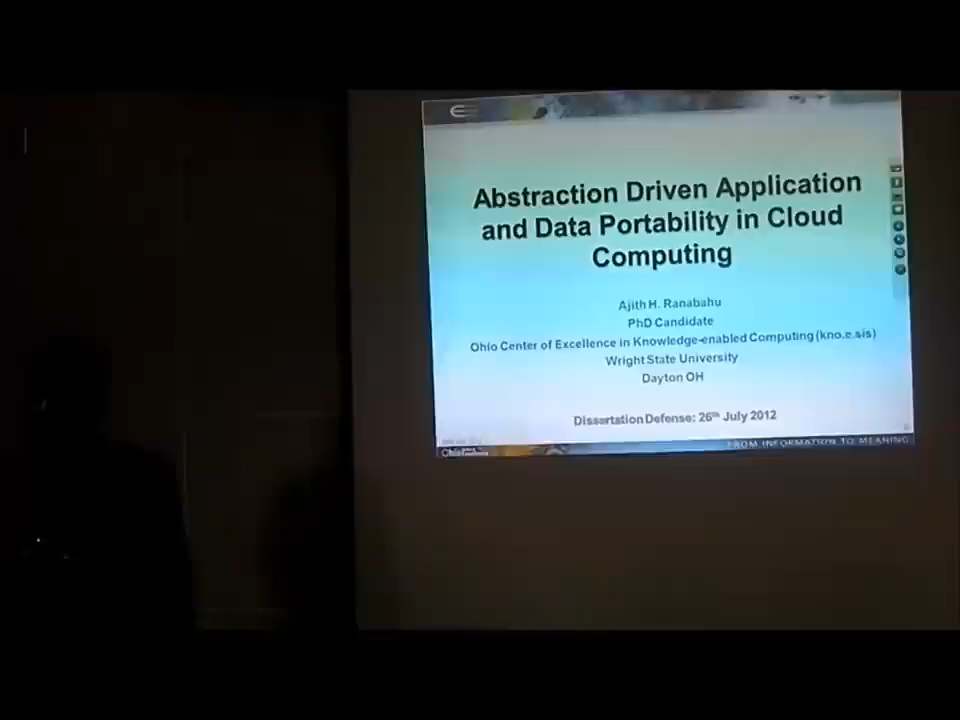 Abstraction Driven Application
and Data Portability in Cloud
Computing
Ajith H. Ranabahu
PhD Candidate
Ohio Center of Excellence in Knowledge-enabled Computing (kno.e.sis)
Wright State University
Dayton OH
Dissertation Defense: 26th July 2012
FROM INFORMATION TO MEANING